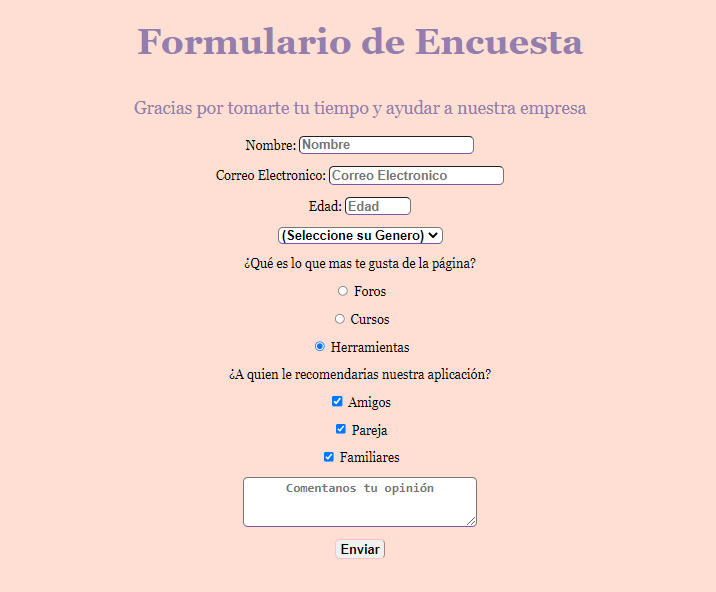 Formulario de Encuesta
Gracias por tomarte tu tiempo y ayudar a nuestra empresa
Nombre: Nombre
Correo Electronico: Correo Electronico
Edad: Edad
(Seleccione su Genero)
¿Qué es lo que mas te gusta de la página?
Foros
Cursos
Herramientas
¿A quien le recomendarias nuestra aplicación?
Amigos
Pareja
Familiares
Comentanos tu opinión
Enviar